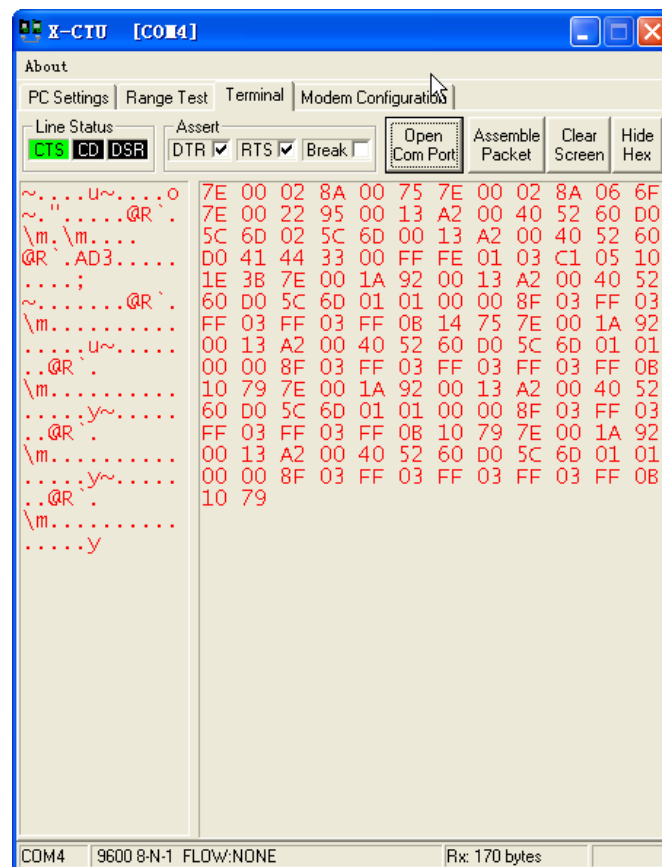 X-CTU [COM4]
About
PC Settings Range Test Terminal Modem Configuration
Line Status Assert
CTS CD DSR DTR RTS Break Open Com Port Assemble Packet Clear Screen Hide Hex
~....u~....o 7E 00 02 8A 00 75 7E 00 02 8A 06 6F
~."......@R`. 7E 00 22 95 00 13 A2 00 40 52 60 D0
\m.\m.... 5C 6D 02 5C 6D 00 13 A2 00 40 52 60
@R`.AD3..... D0 41 44 33 00 FF FE 01 03 C1 05 10
....; 1E 3B 7E 00 1A 92 00 13 A2 00 40 52
~.......@R`. 60 D0 5C 6D 01 01 00 00 8F 03 FF 03
\m.......... FF 03 FF 03 FF 0B 14 75 7E 00 1A 92
.....u~..... 00 13 A2 00 40 52 60 D0 5C 6D 01 01
..@R`. 00 00 8F 03 FF 03 FF 03 FF 03 FF 0B
\m.......... 10 79 7E 00 1A 92 00 13 A2 00 40 52
.....y~..... 60 D0 5C 6D 01 01 00 00 8F 03 FF 03
..@R`. FF 03 FF 03 FF 0B 10 79 7E 00 1A 92
\m.......... 00 13 A2 00 40 52 60 D0 5C 6D 01 01
.....y~..... 00 00 8F 03 FF 03 FF 03 FF 03 FF 0B
..@R`. 10 79
\m..........
.....y
COM4 9600 8-N-1 FLOW:NONE Rx: 170 bytes